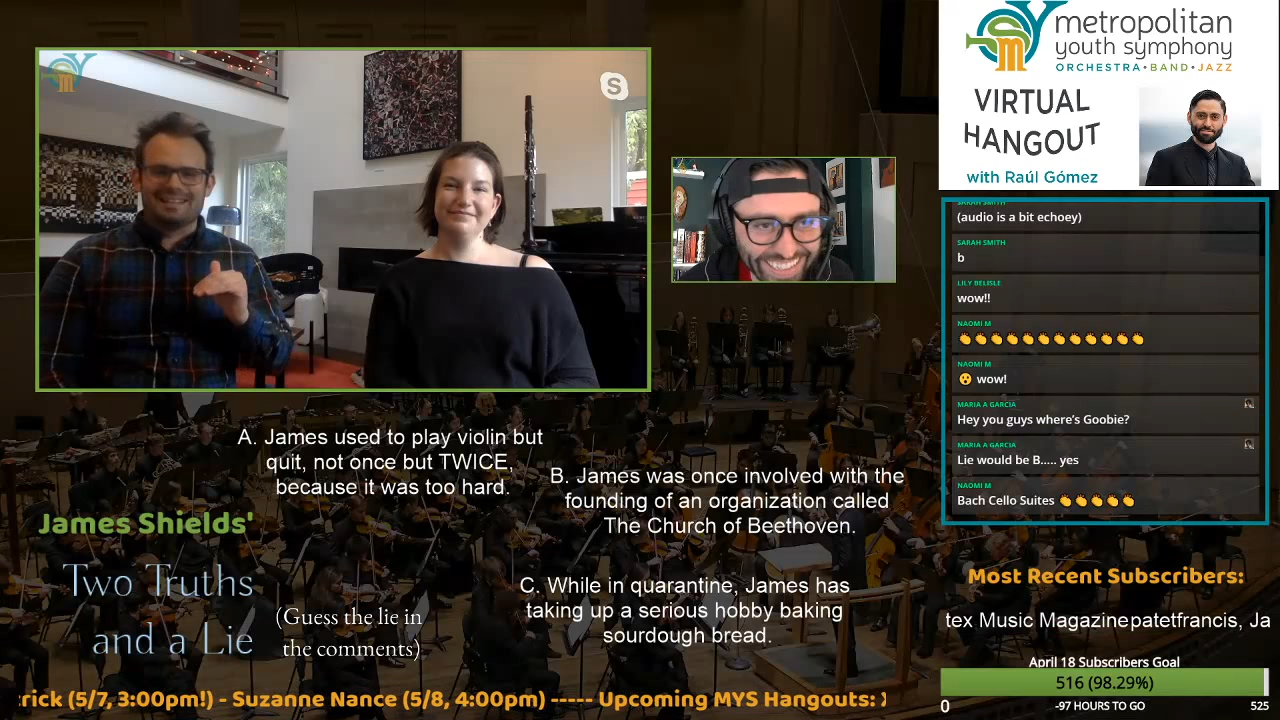 metropolitan
youth symphony
ORCHESTRA • BAND • JAZZ
VIRTUAL
HANGOUT
with Raúl Gómez
S
SARAH SMITH
(audio is a bit echoey)
SARAH SMITH
b
LILY BELISLE
wow!!
NAOMI M
👏👏👏👏👏👏👏👏👏👏👏👏
NAOMI M
😮 wow!
MARIA A GARCIA
Hey you guys where's Goobie?
MARIA A GARCIA
Lie would be B..... yes
NAOMI M
Bach Cello Suites 👏👏👏👏👏
A. James used to play violin but
quit, not once but TWICE,
because it was too hard.
B. James was once involved with the
founding of an organization called
The Church of Beethoven.
C. While in quarantine, James has
taking up a serious hobby baking
sourdough bread.
James Shields'
Two Truths
and a Lie
(Guess the lie in
the comments)
Most Recent Subscribers:
tex Music Magazinepatetfrancis, Ja
April 18 Subscribers Goal
516 (98.29%)
0
-97 HOURS TO GO
525
rick (5/7, 3:00pm!) - Suzanne Nance (5/8, 4:00pm) ----- Upcoming MYS Hangouts: